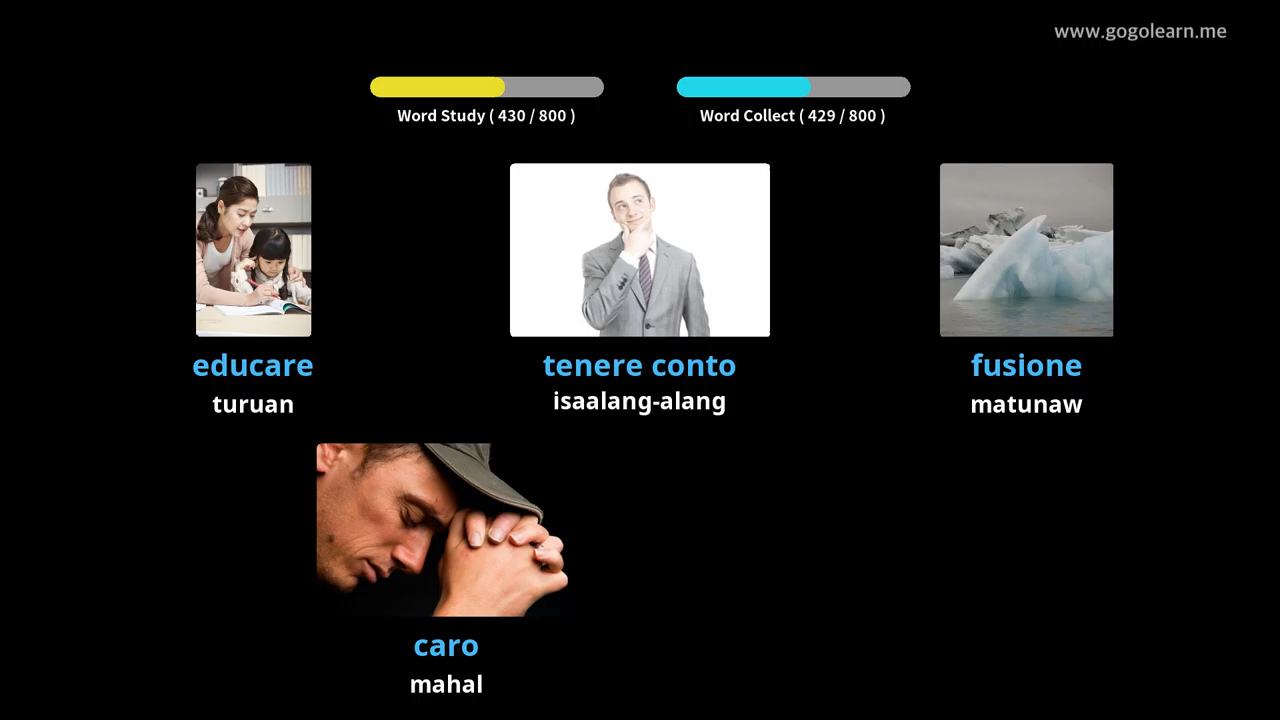 www.gogolearn.me
Word Study ( 430 / 800 )
Word Collect ( 429 / 800 )
educare
turuan
tenere conto
isaalang-alang
fusione
matunaw
caro
mahal